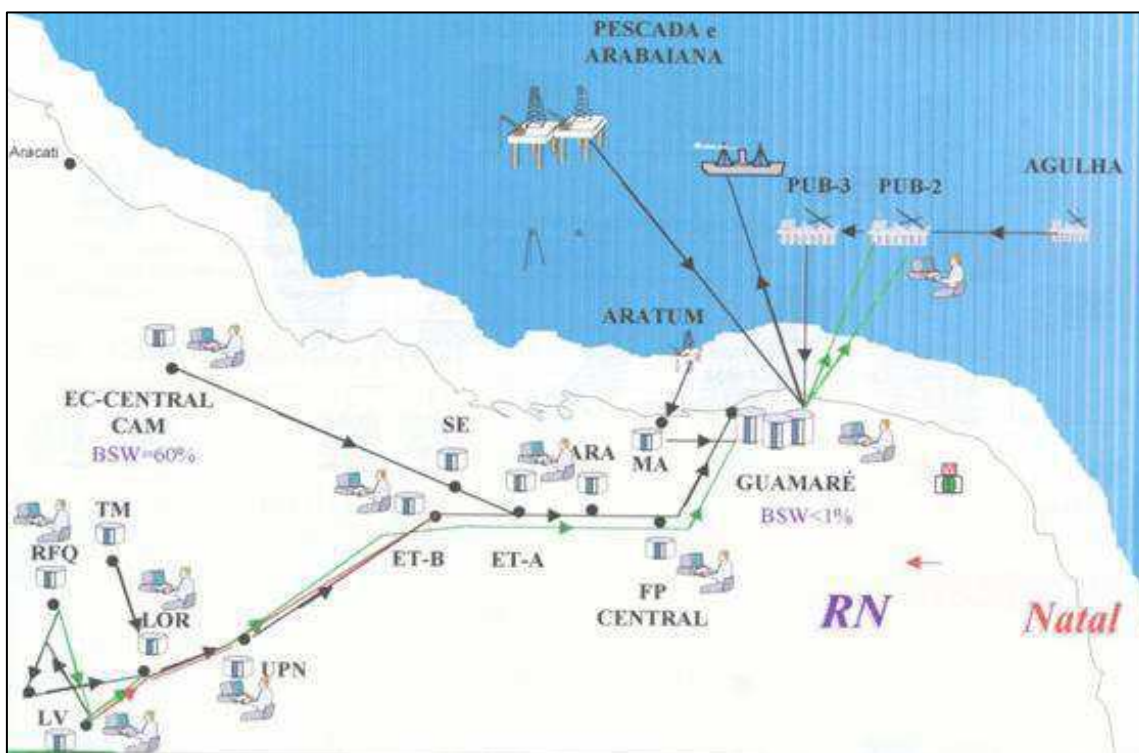 PESCADA e
ARABAIANA
Aracati
PUB-3
PUB-2
AGULHA
ARATUM
EC-CENTRAL
CAM
BSW=60%
SE
ARA
MA
GUAMARÉ
BSW<1%
TM
RFQ
ET-B
ET-A
FP
CENTRAL
LOR
RN
Natal
UPN
LV